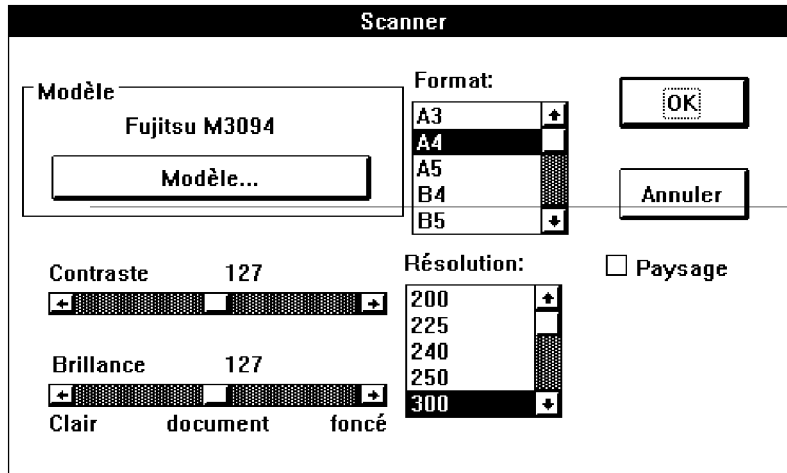 Scanner
Modèle
Fujitsu M3094
Modèle...
Format:
A3
A4
A5
B4
B5
OK
Annuler
Contraste 127
Brillance 127
Clair document foncé
Résolution:
200
225
240
250
300
Paysage